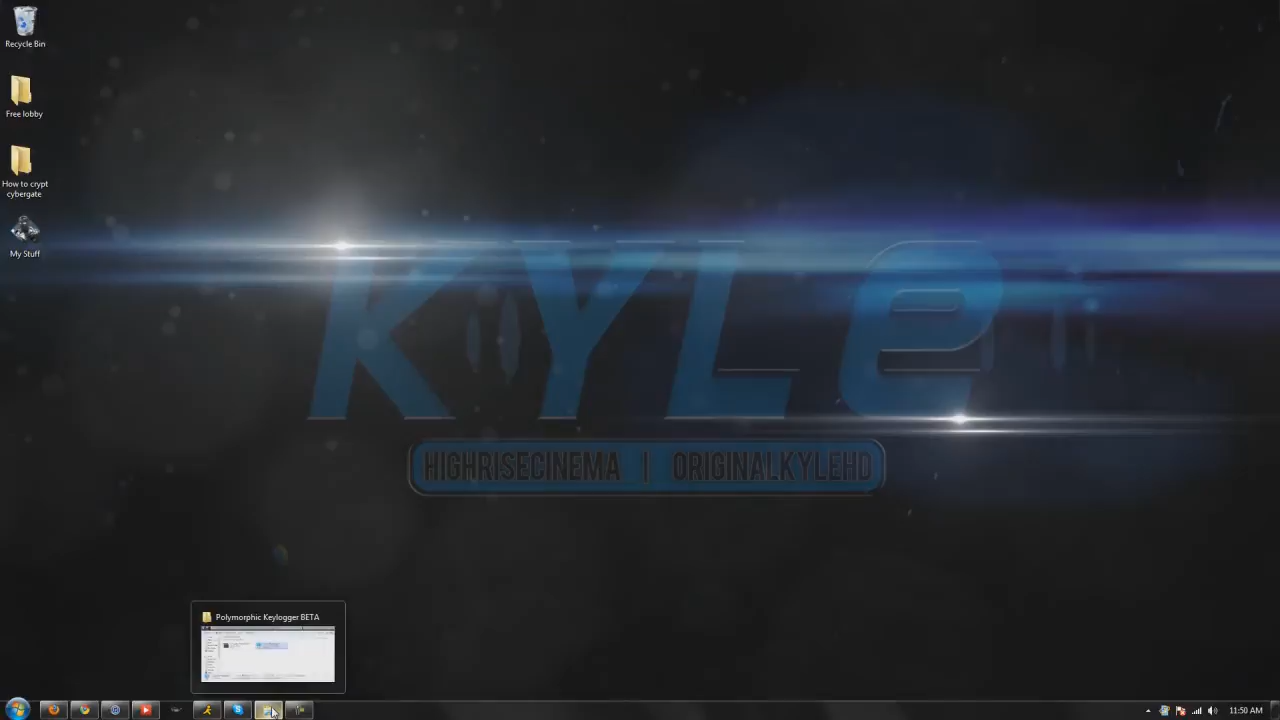 Recycle Bin
Free lobby
How to crypt
cybergate
My Stuff
KYLe
HIGHRISECINEMA | ORIGINALKYLEHD
Polymorphic Keylogger BETA
11:50 AM